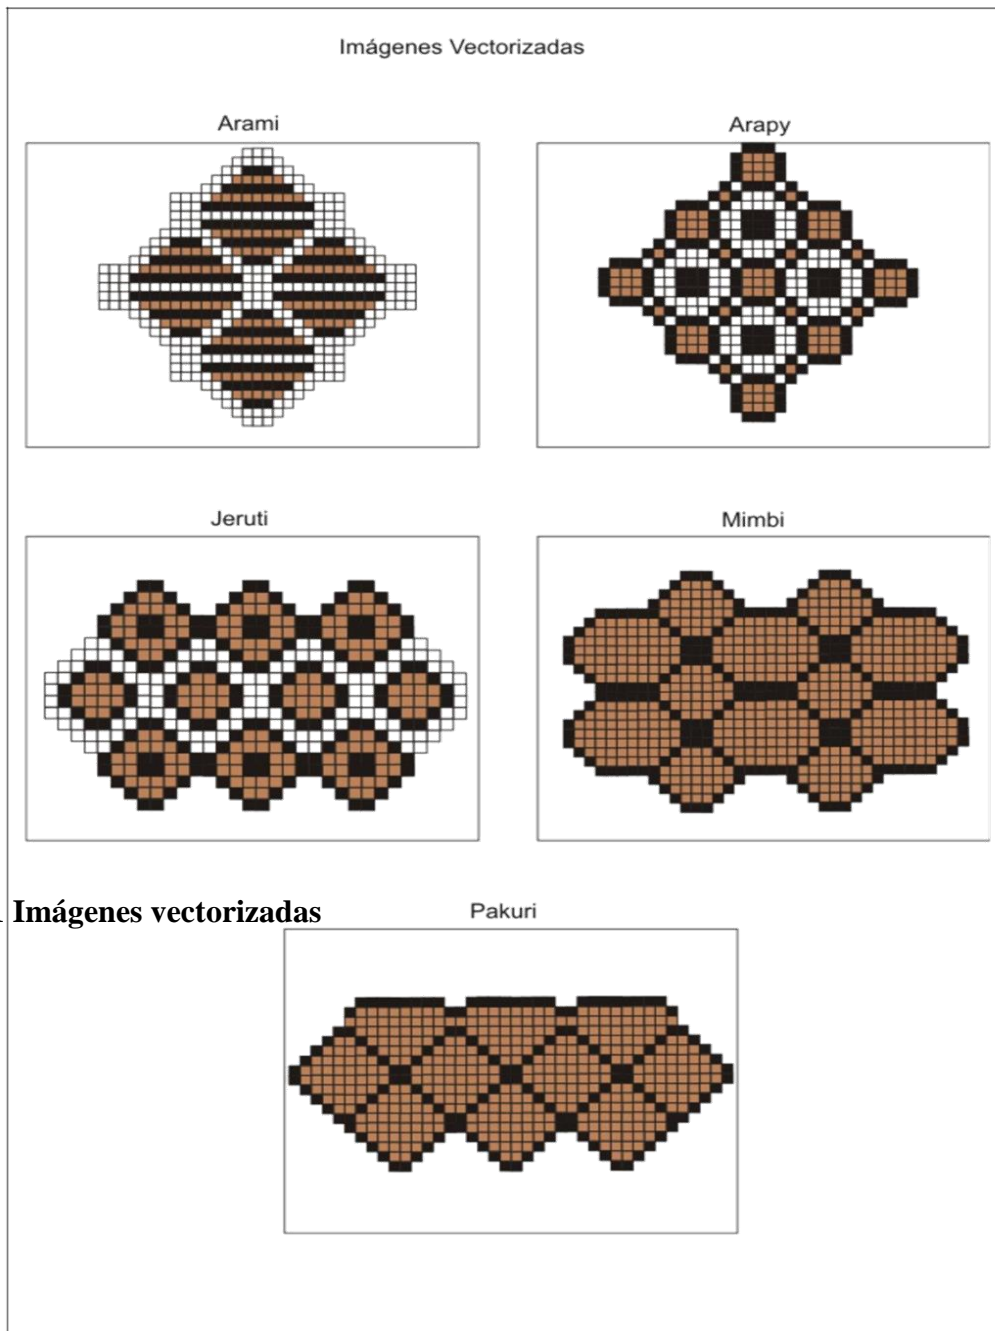 Imágenes Vectorizadas
Arami
Arapy
Jeruti
Mimbi
Imágenes vectorizadas
Pakuri